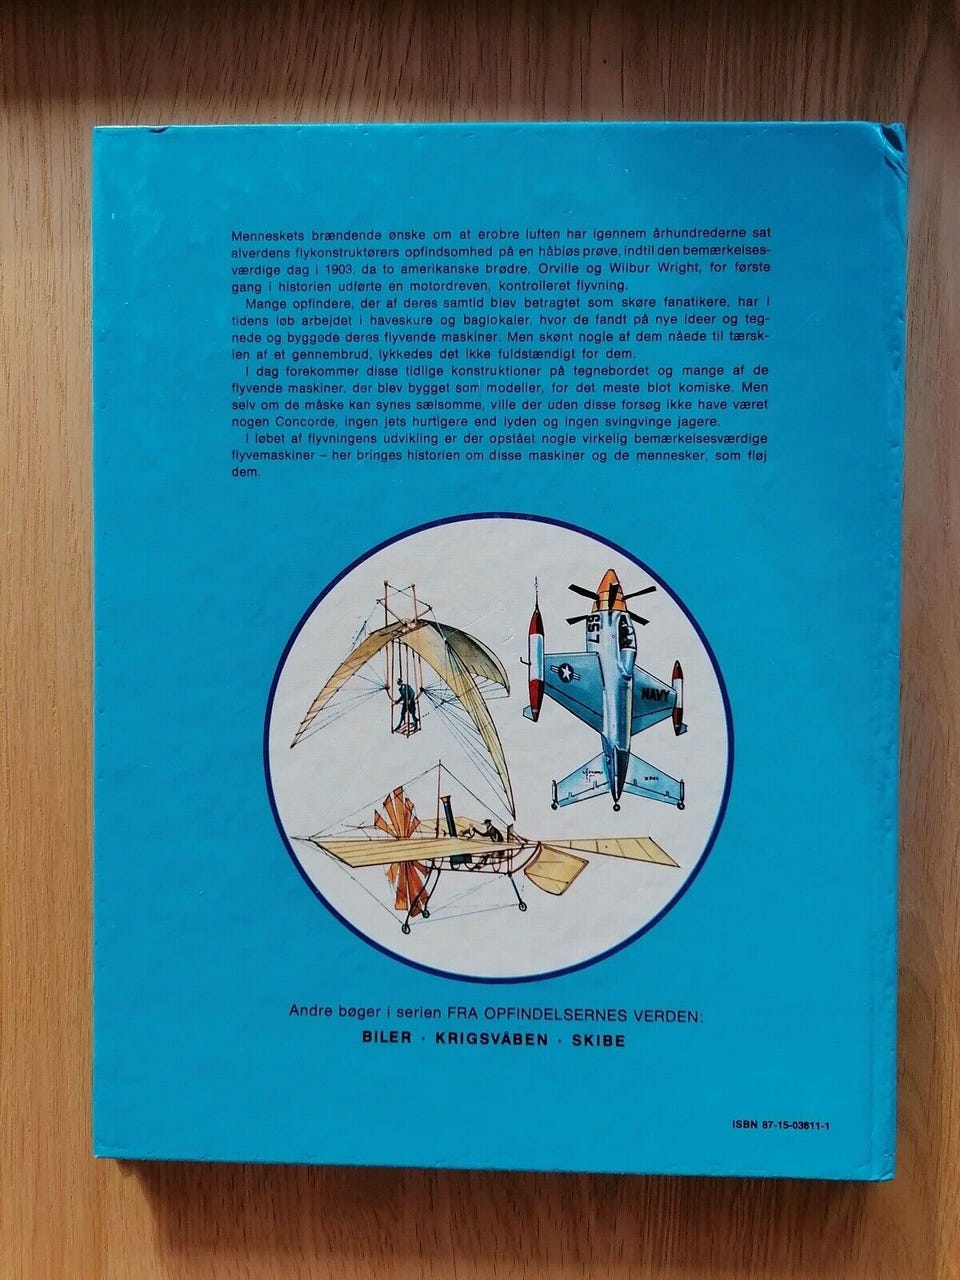 Menneskets brændende ønske om at erobre luften har igennem århundrederne sat
alverdens flykonstruktørers opfindsomhed på en håbløs prøve, indtil den bemærkelses-
værdige dag i 1903, da to amerikanske brødre, Orville og Wilbur Wright, for første
gang i historien udførte en motordreven, kontrolleret flyvning.
Mange opfindere, der af deres samtid blev betragtet som skøre fanatikere, har i
tidens løb arbejdet i haveskure og baglokaler, hvor de fandt på nye ideer og teg-
nede og byggede deres flyvende maskiner. Men skønt nogle af dem nåede til tærsk-
len af et gennembrud, lykkedes det ikke fuldstændigt for dem.
I dag forekommer disse tidlige konstruktioner på tegnebordet og mange af de
flyvende maskiner, der blev bygget som modeller, for det meste blot komiske. Men
selv om de måske kan synes sælsomme, ville der uden disse forsøg ikke have været
nogen Concorde, ingen jets hurtigere end lyden og ingen svingvinge jagere.
I løbet af flyvningens udvikling er der opstået nogle virkelig bemærkelsesværdige
flyvemaskiner – her bringes historien om disse maskiner og de mennesker, som fløj
dem.
657
NAVY
Andre bøger i serien FRA OPFINDELSERNES VERDEN:
BILER · KRIGSVÅBEN · SKIBE
ISBN 87-15-03611-1